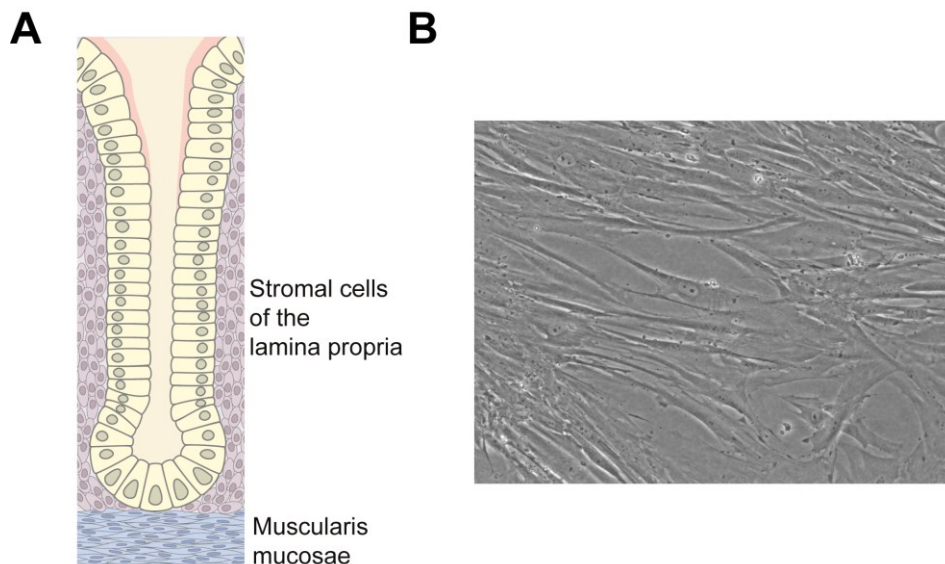 A
B
Stromal cells
of the
lamina propria
Muscularis
mucosae